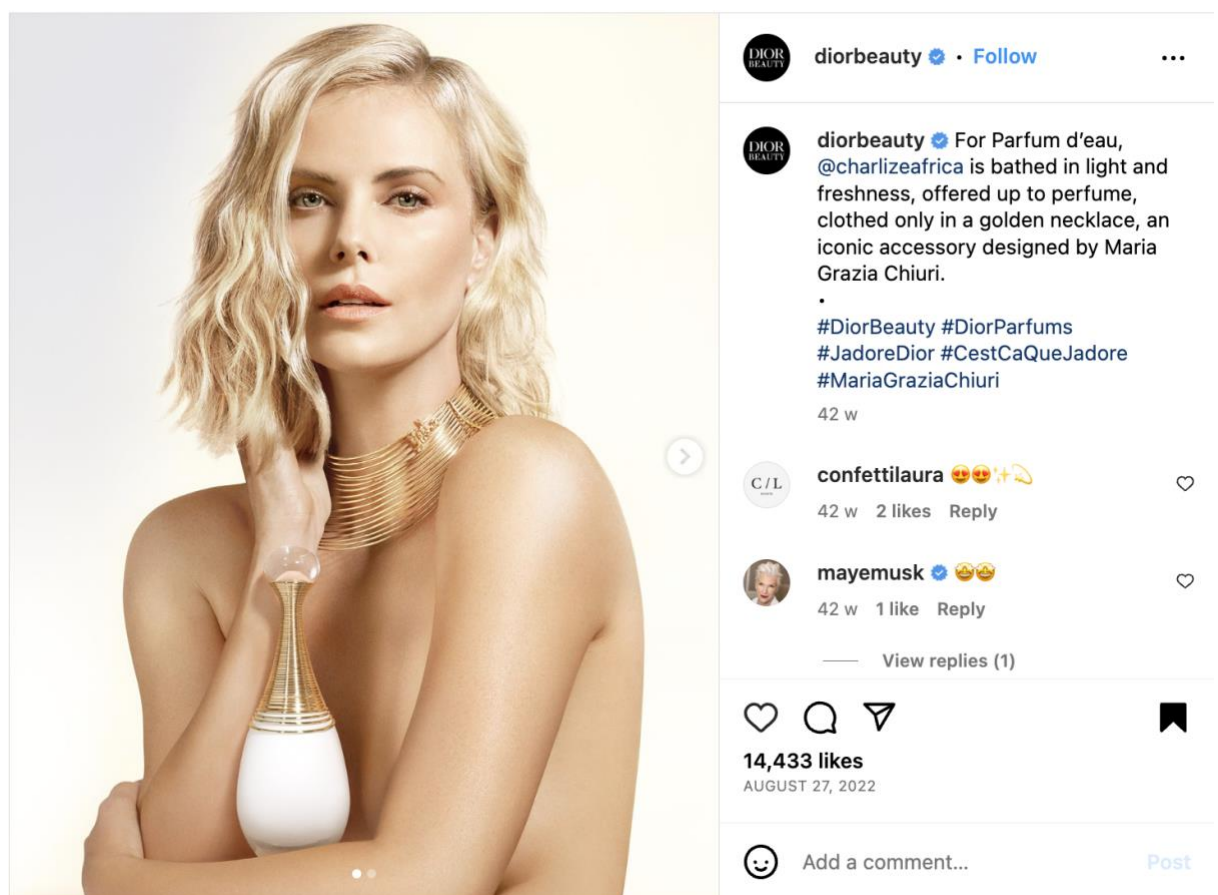 DIOR
BEAUTY
diorbeauty • Follow
DIOR
BEAUTY
diorbeauty For Parfum d’eau,
@charlizeafrica is bathed in light and
freshness, offered up to perfume,
clothed only in a golden necklace, an
iconic accessory designed by Maria
Grazia Chiuri.
•
#DiorBeauty #DiorParfums
#JadoreDior #CestCaQueJadore
#MariaGraziaChiuri
42 w
C/L
confettilaura 😍😍✨💫
42 w 2 likes Reply
mayemusk 🤩🤩
42 w 1 like Reply
View replies (1)
14,433 likes
AUGUST 27, 2022
Add a comment...
Post